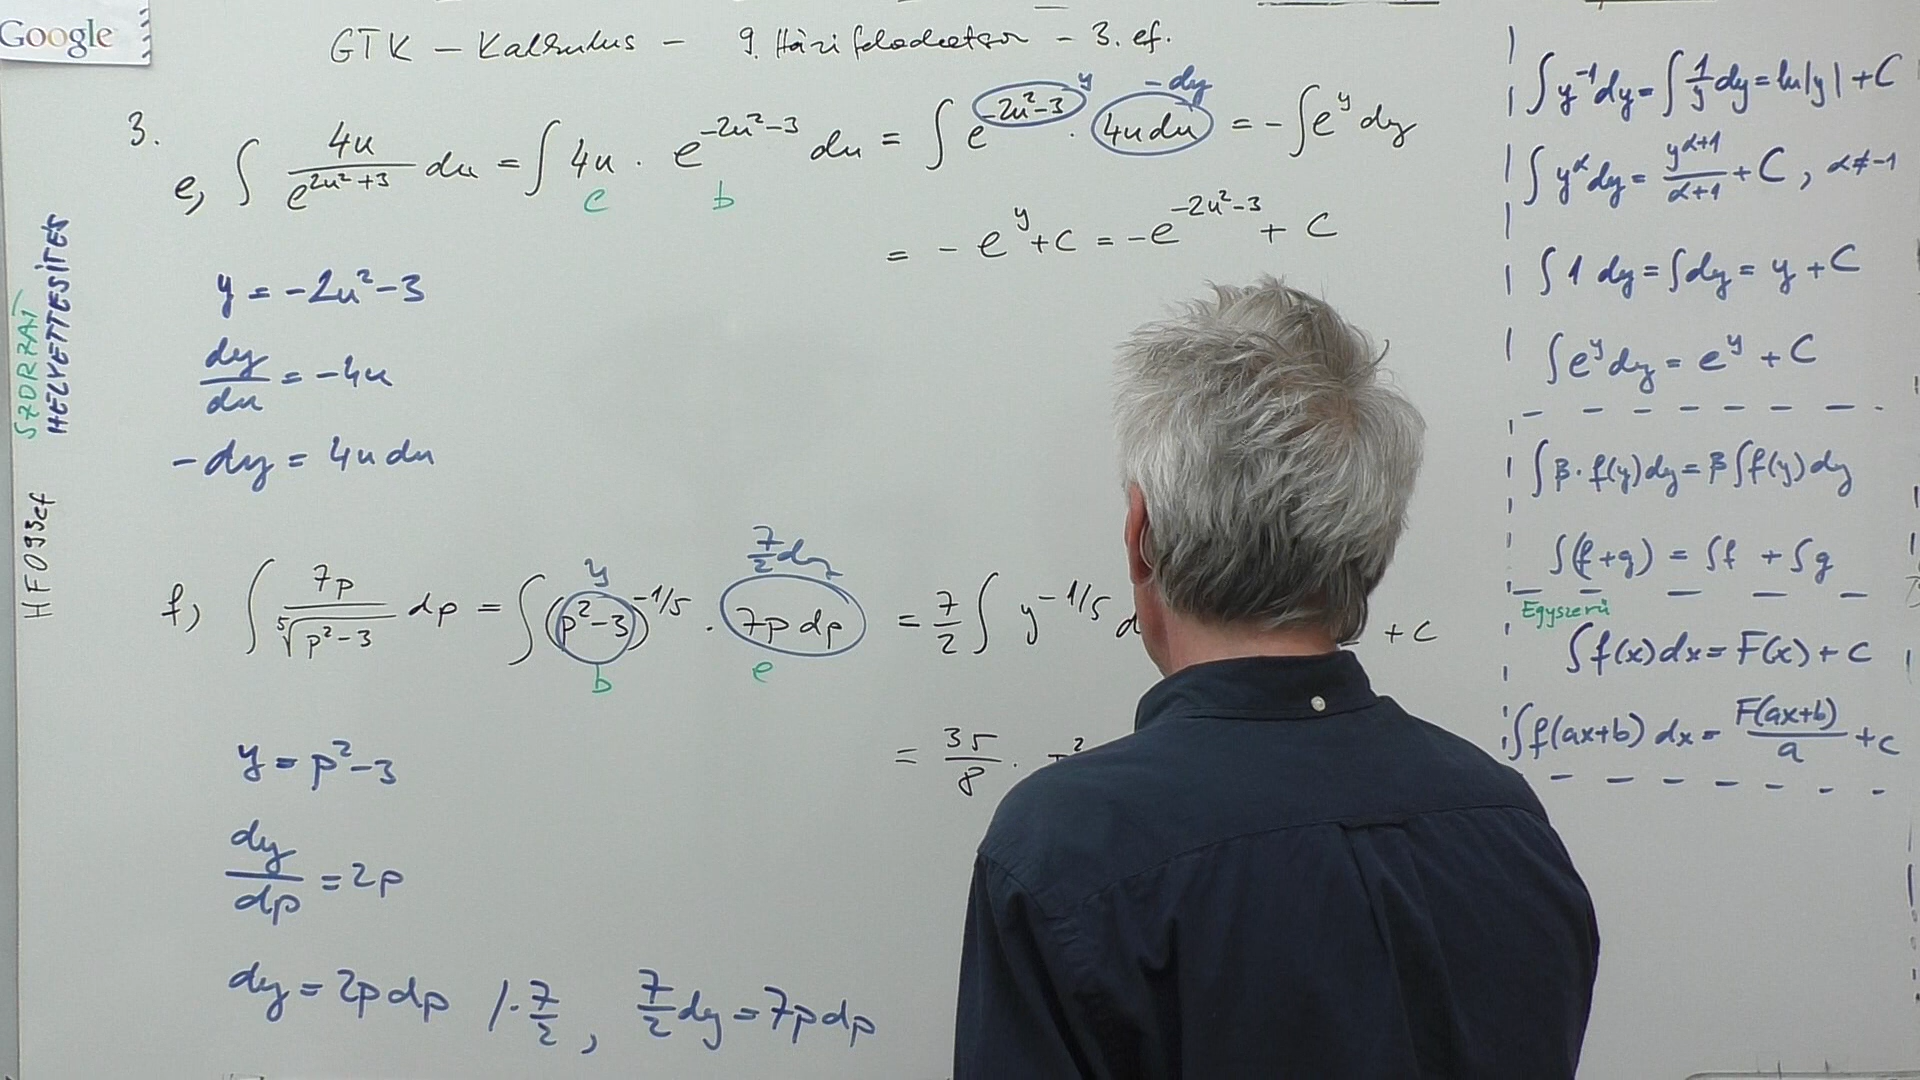 Google
GTK – Kalkulus – 9. Házi feladatsor – 3. ef.
3.
e, ∫ 4u / e^(2u²+3) du = ∫ 4u · e^(-2u²-3) du = ∫ e^(-2u²-3) · 4u du = -∫ e^y dy
y
-dy
e b
= -e^y + C = -e^(-2u²-3) + C
y = -2u²-3
dy/du = -4u
-dy = 4u du
f, ∫ 7p / ⁵√(p²-3) dp = ∫ (p²-3)^(-1/5) · 7p dp = 7/2 ∫ y^(-1/5) d + C
y
7/2 dy
b e
= 35/8 ·
y = p²-3
dy/dp = 2p
dy = 2p dp /· 7/2 , 7/2 dy = 7p dp
SZORZAT
HELYETTESÍTÉS
HF093ef
∫ y^(-1) dy = ∫ 1/y dy = ln|y| + C
∫ y^α dy = y^(α+1)/(α+1) + C , α≠-1
∫ 1 dy = ∫ dy = y + C
∫ e^y dy = e^y + C
∫ β · f(y) dy = β ∫ f(y) dy
∫ (f+g) = ∫f + ∫g
Egyszerű
∫ f(x) dx = F(x) + C
∫ f(ax+b) dx = F(ax+b)/a + C